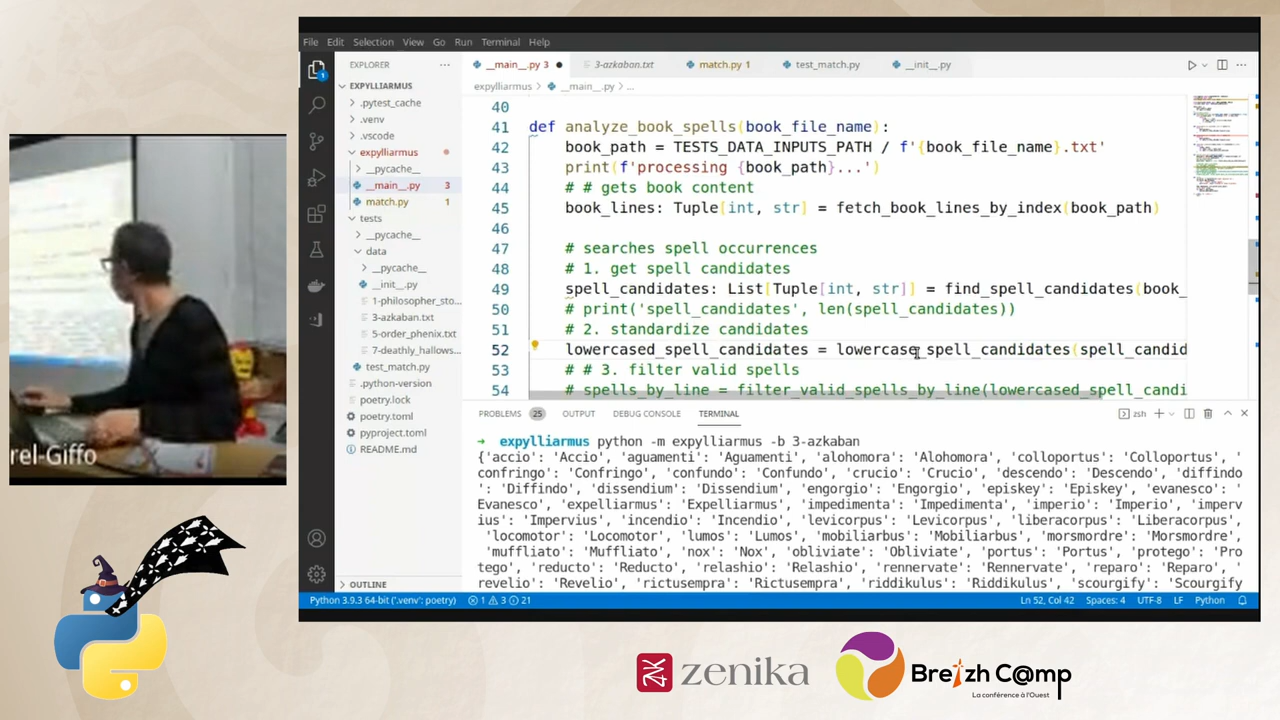 File Edit Selection View Go Run Terminal Help
EXPLORER ···
EXPYLLIARMUS
.pytest_cache
.venv
.vscode
expylliarmus
__pycache__
__main__.py 3
match.py 1
tests
__pycache__
data
__pycache__
__init__.py
1-philosopher_sto...
3-azkaban.txt
5-order_phenix.txt
7-deathly_hallows...
test_match.py
.python-version
poetry.lock
poetry.toml
pyproject.toml
README.md
OUTLINE
__main__.py 3 3-azkaban.txt match.py 1 test_match.py __init__.py
expylliarmus > __main__.py > ...
40
41 def analyze_book_spells(book_file_name):
42 book_path = TESTS_DATA_INPUTS_PATH / f'{book_file_name}.txt'
43 print(f'processing {book_path}...')
44 # # gets book content
45 book_lines: Tuple[int, str] = fetch_book_lines_by_index(book_path)
46
47 # searches spell occurrences
48 # 1. get spell candidates
49 spell_candidates: List[Tuple[int, str]] = find_spell_candidates(book_
50 # print('spell_candidates', len(spell_candidates))
51 # 2. standardize candidates
52 lowercased_spell_candidates = lowercase_spell_candidates(spell_candid
53 # # 3. filter valid spells
54 # spells_by_line = filter_valid_spells_by_line(lowercased_spell_candi
PROBLEMS 25 OUTPUT DEBUG CONSOLE TERMINAL zsh
→ expylliarmus python -m expylliarmus -b 3-azkaban
{'accio': 'Accio', 'aguamenti': 'Aguamenti', 'alohomora': 'Alohomora', 'colloportus': 'Colloportus', '
confringo': 'Confringo', 'confundo': 'Confundo', 'crucio': 'Crucio', 'descendo': 'Descendo', 'diffindo
': 'Diffindo', 'dissendium': 'Dissendium', 'engorgio': 'Engorgio', 'episkey': 'Episkey', 'evanesco': '
Evanesco', 'expelliarmus': 'Expelliarmus', 'impedimenta': 'Impedimenta', 'imperio': 'Imperio', 'imperv
ius': 'Impervius', 'incendio': 'Incendio', 'levicorpus': 'Levicorpus', 'liberacorpus': 'Liberacorpus',
'locomotor': 'Locomotor', 'lumos': 'Lumos', 'mobiliarbus': 'Mobiliarbus', 'morsmordre': 'Morsmordre',
'muffliato': 'Muffliato', 'nox': 'Nox', 'obliviate': 'Obliviate', 'portus': 'Portus', 'protego': 'Pro
tego', 'reducto': 'Reducto', 'relashio': 'Relashio', 'rennervate': 'Rennervate', 'reparo': 'Reparo',
'revelio': 'Revelio', 'rictusempra': 'Rictusempra', 'riddikulus': 'Riddikulus', 'scourgify': 'Scourgify
Python 3.9.3 64-bit ('.venv': poetry) 1 3 21 Ln 52, Col 42 Spaces: 4 UTF-8 LF Python
rel-Giffo
zenika
Breizh C@mp
La conférence à l'Ouest